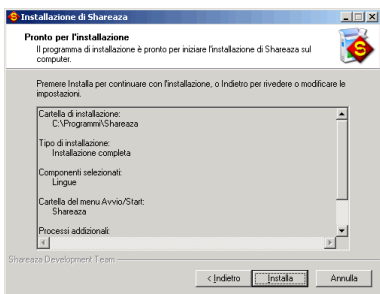 Installazione di Shareaza
Pronto per l'installazione
Il programma di installazione è pronto per iniziare l'installazione di Shareaza sul
computer.
Premere Installa per continuare con l'installazione, o Indietro per rivedere o modificare le
impostazioni.
Cartella di installazione:
C:\Programmi\Shareaza
Tipo di installazione:
Installazione completa
Componenti selezionati:
Lingue
Cartella del menu Avvio/Start:
Shareaza
Processi addizionali:
Shareaza Development Team
< Indietro
Installa
Annulla